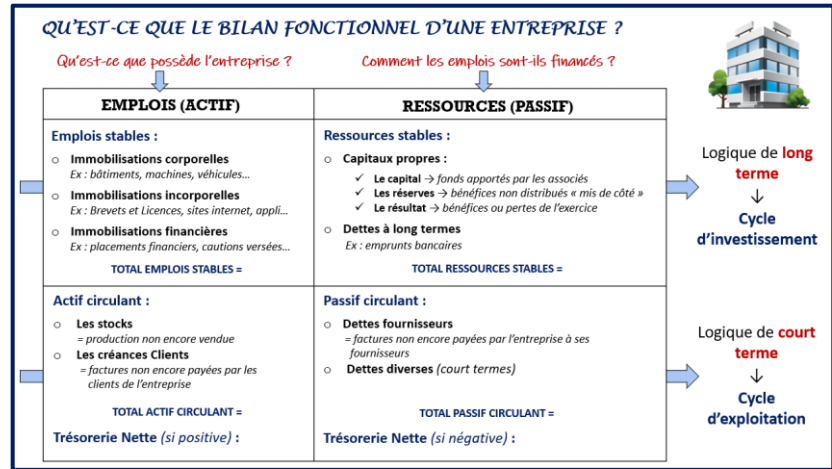 QU'EST-CE QUE LE BILAN FONCTIONNEL D'UNE ENTREPRISE ?
Qu'est-ce que possède l'entreprise ?
Comment les emplois sont-ils financés ?
EMPLOIS (ACTIF)
RESSOURCES (PASSIF)
Emplois stables :
o Immobilisations corporelles
Ex : bâtiments, machines, véhicules…
o Immobilisations incorporelles
Ex : Brevets et Licences, sites internet, appli…
o Immobilisations financières
Ex : placements financiers, cautions versées…
TOTAL EMPLOIS STABLES =
Ressources stables :
o Capitaux propres :
✓ Le capital → fonds apportés par les associés
✓ Les réserves → bénéfices non distribués « mis de côté »
✓ Le résultat → bénéfices ou pertes de l'exercice
o Dettes à long termes
Ex : emprunts bancaires
TOTAL RESSOURCES STABLES =
Logique de long
terme
↓
Cycle
d'investissement
Actif circulant :
o Les stocks
= production non encore vendue
o Les créances Clients
= factures non encore payées par les
clients de l'entreprise
TOTAL ACTIF CIRCULANT =
Trésorerie Nette (si positive) :
Passif circulant :
o Dettes fournisseurs
= factures non encore payées par l'entreprise à ses
fournisseurs
o Dettes diverses (court termes)
TOTAL PASSIF CIRCULANT =
Trésorerie Nette (si négative) :
Logique de court
terme
↓
Cycle
d'exploitation